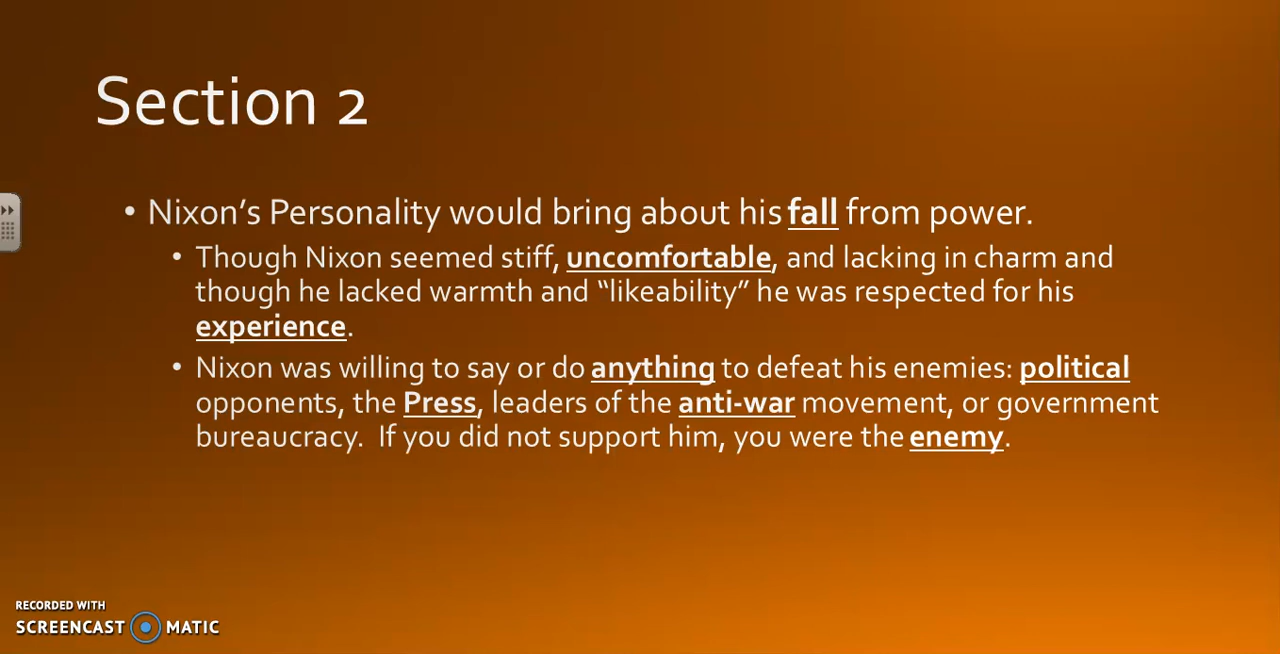 Section 2
• Nixon’s Personality would bring about his fall from power.
• Though Nixon seemed stiff, uncomfortable, and lacking in charm and
though he lacked warmth and “likeability” he was respected for his
experience.
• Nixon was willing to say or do anything to defeat his enemies: political
opponents, the Press, leaders of the anti-war movement, or government
bureaucracy. If you did not support him, you were the enemy.
RECORDED WITH
SCREENCAST MATIC